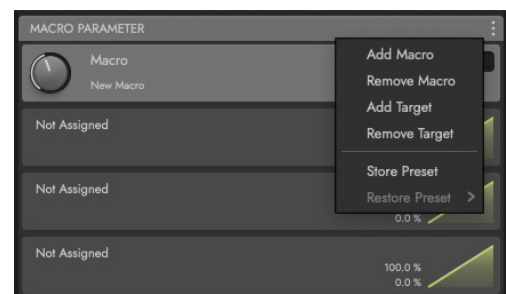 MACRO PARAMETER
Macro
New Macro
Add Macro
Remove Macro
Add Target
Remove Target
Store Preset
Restore Preset
Not Assigned
Not Assigned
0.0 %
Not Assigned
100.0 %
0.0 %